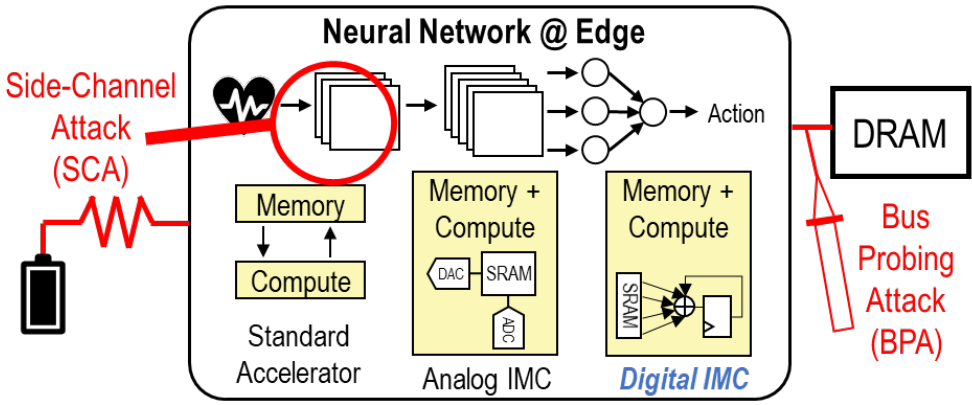 Neural Network @ Edge
Side-Channel
Attack
(SCA)
Action
DRAM
Memory
Compute
Standard
Accelerator
Memory +
Compute
DAC
SRAM
ADC
Analog IMC
Memory +
Compute
SRAM
Digital IMC
Bus
Probing
Attack
(BPA)